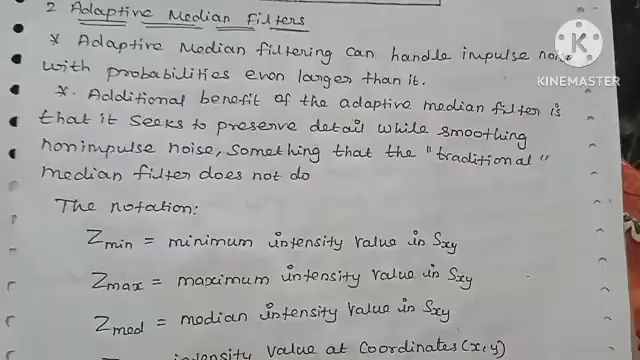 2 Adaptive Median Filters
* Adaptive Median filtering can handle impulse noise
with probabilities even larger than it.
*. Additional benefit of the adaptive median filter is
that it seeks to preserve detail while smoothing
nonimpulse noise, something that the "traditional"
median filter does not do
The notation:
Zmin = minimum intensity value in Sxy
Zmax = maximum intensity value in Sxy
Zmed = median intensity value in Sxy
intensity value at coordinates (x,y)
KINEMASTER